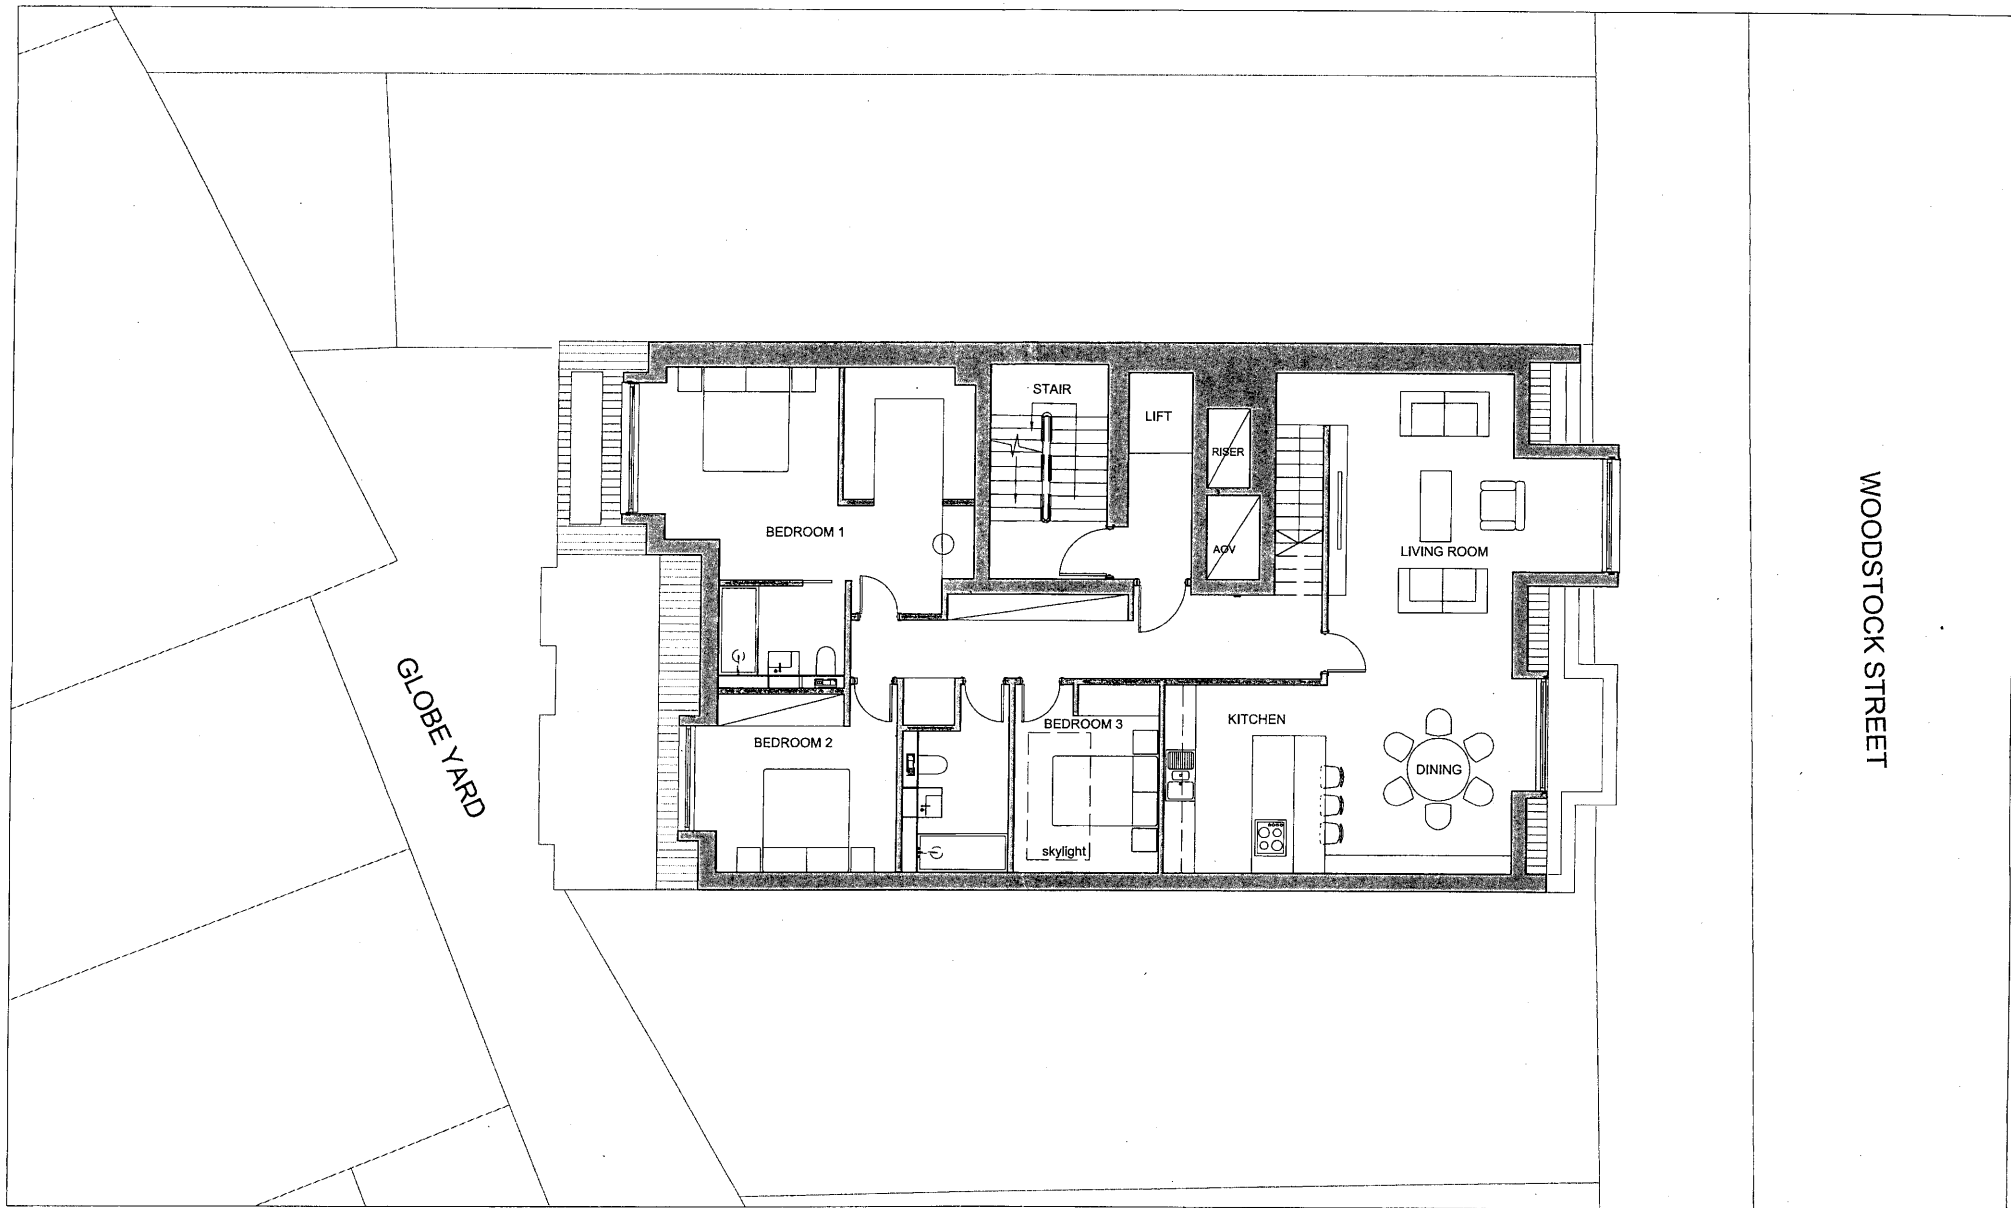 STAIR
LIFT
RISER
AOV
BEDROOM 1
LIVING ROOM
WOODSTOCK STREET
GLOBE YARD
BEDROOM 2
BEDROOM 3
KITCHEN
DINING
skylight